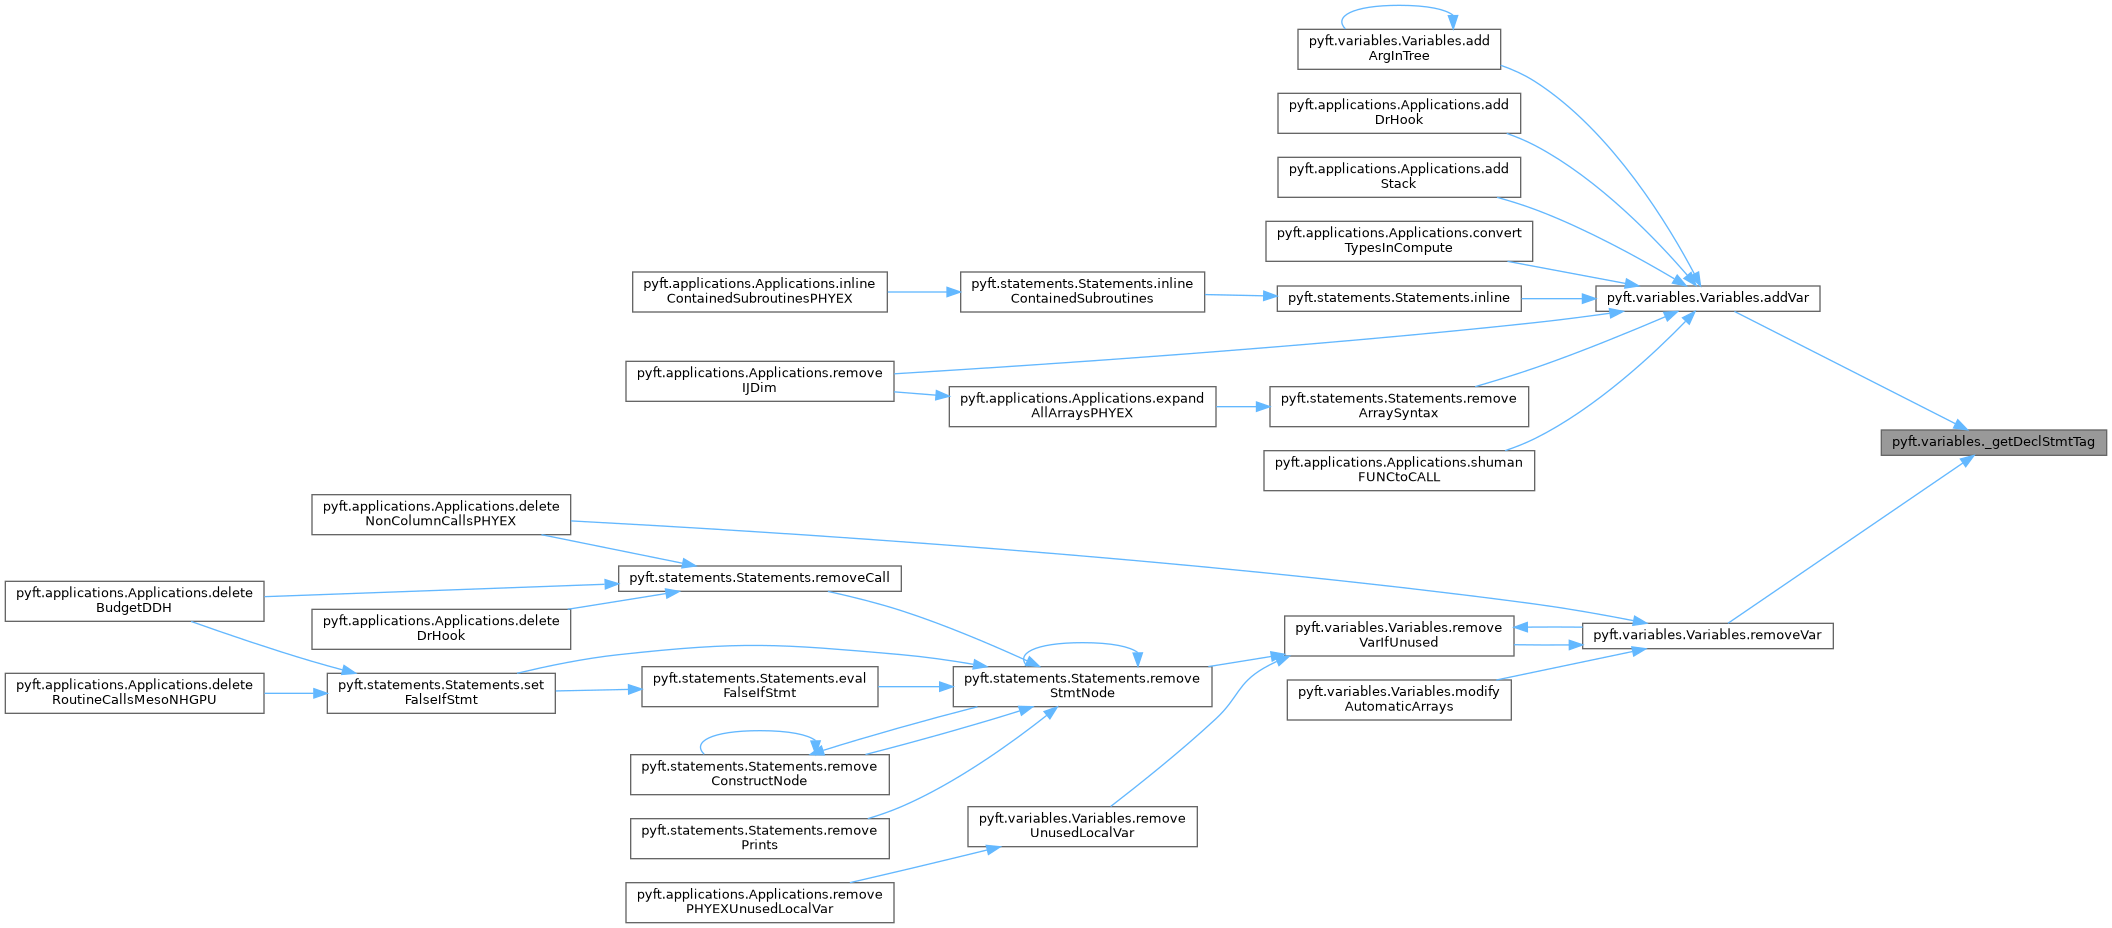 pyft.variables.Variables.add
ArgInTree
pyft.applications.Applications.add
DrHook
pyft.applications.Applications.add
Stack
pyft.applications.Applications.convert
TypesInCompute
pyft.applications.Applications.inline
ContainedSubroutinesPHYEX
pyft.statements.Statements.inline
ContainedSubroutines
pyft.statements.Statements.inline
pyft.variables.Variables.addVar
pyft.applications.Applications.remove
IJDim
pyft.applications.Applications.expand
AllArraysPHYEX
pyft.statements.Statements.remove
ArraySyntax
pyft.variables._getDeclStmtTag
pyft.applications.Applications.shuman
FUNCtoCALL
pyft.applications.Applications.delete
NonColumnCallsPHYEX
pyft.statements.Statements.removeCall
pyft.applications.Applications.delete
BudgetDDH
pyft.applications.Applications.delete
DrHook
pyft.variables.Variables.remove
VarIfUnused
pyft.variables.Variables.removeVar
pyft.applications.Applications.delete
RoutineCallsMesoNHGPU
pyft.statements.Statements.set
FalseIfStmt
pyft.statements.Statements.eval
FalseIfStmt
pyft.statements.Statements.remove
StmtNode
pyft.variables.Variables.modify
AutomaticArrays
pyft.statements.Statements.remove
ConstructNode
pyft.statements.Statements.remove
Prints
pyft.variables.Variables.remove
UnusedLocalVar
pyft.applications.Applications.remove
PHYEXUnusedLocalVar